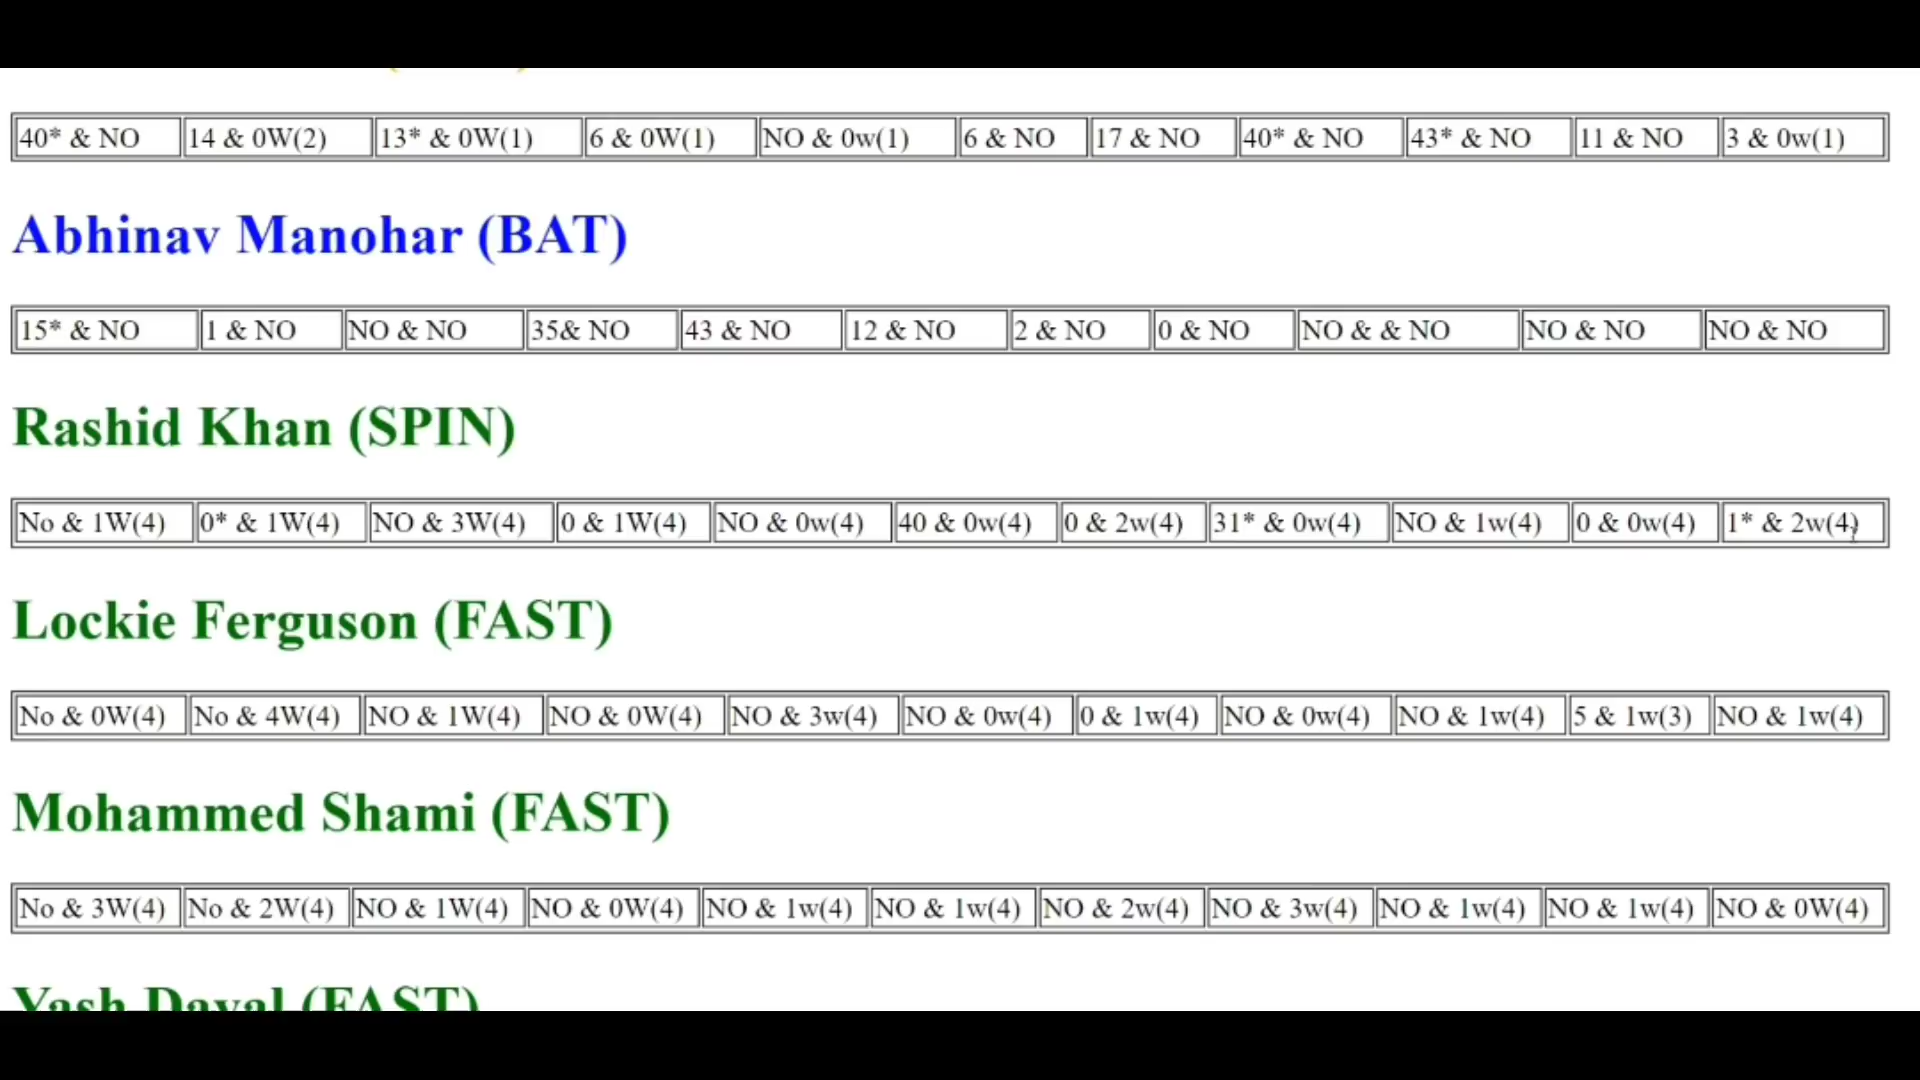 40* & NO 14 & 0W(2) 13* & 0W(1) 6 & 0W(1) NO & 0w(1) 6 & NO 17 & NO 40* & NO 43* & NO 11 & NO 3 & 0w(1)
Abhinav Manohar (BAT)
15* & NO 1 & NO NO & NO 35& NO 43 & NO 12 & NO 2 & NO 0 & NO NO & & NO NO & NO NO & NO
Rashid Khan (SPIN)
No & 1W(4) 0* & 1W(4) NO & 3W(4) 0 & 1W(4) NO & 0w(4) 40 & 0w(4) 0 & 2w(4) 31* & 0w(4) NO & 1w(4) 0 & 0w(4) 1* & 2w(4)
Lockie Ferguson (FAST)
No & 0W(4) No & 4W(4) NO & 1W(4) NO & 0W(4) NO & 3w(4) NO & 0w(4) 0 & 1w(4) NO & 0w(4) NO & 1w(4) 5 & 1w(3) NO & 1w(4)
Mohammed Shami (FAST)
No & 3W(4) No & 2W(4) NO & 1W(4) NO & 0W(4) NO & 1w(4) NO & 1w(4) NO & 2w(4) NO & 3w(4) NO & 1w(4) NO & 1w(4) NO & 0W(4)
Yash Dayal (FAST)